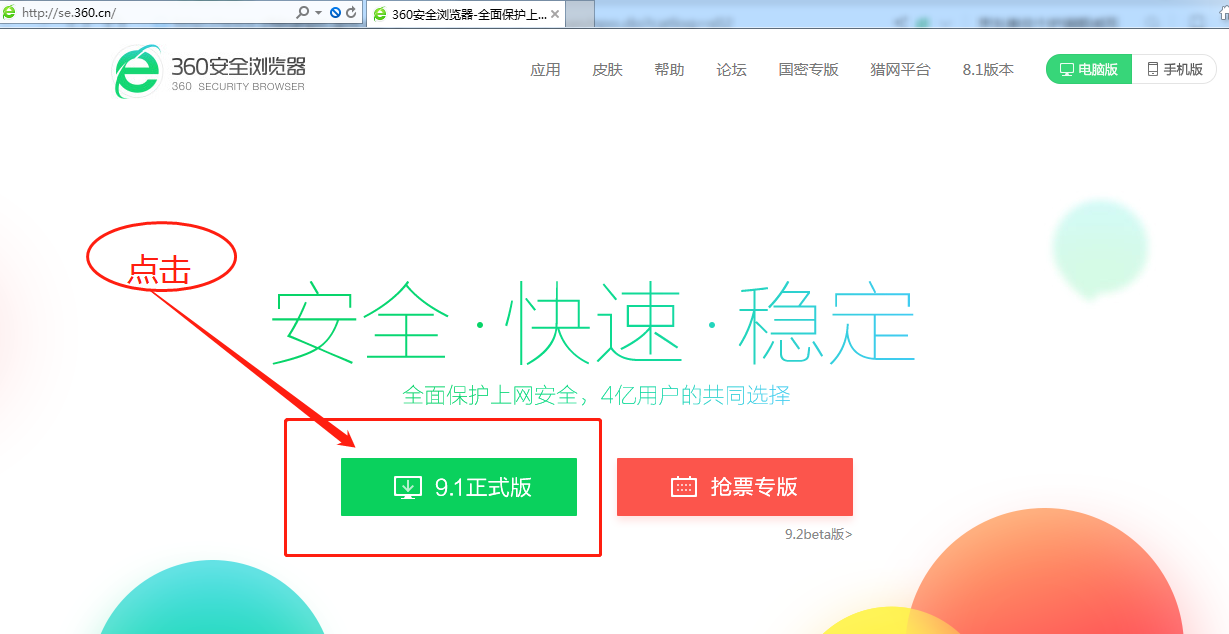 http://se.360.cn/
360安全浏览器-全面保护上...
360安全浏览器
360 SECURITY BROWSER
应用 皮肤 帮助 论坛 国密专版 猎网平台 8.1版本 电脑版 手机版
点击
安全·快速·稳定
全面保护上网安全，4亿用户的共同选择
9.1正式版 抢票专版
9.2beta版>